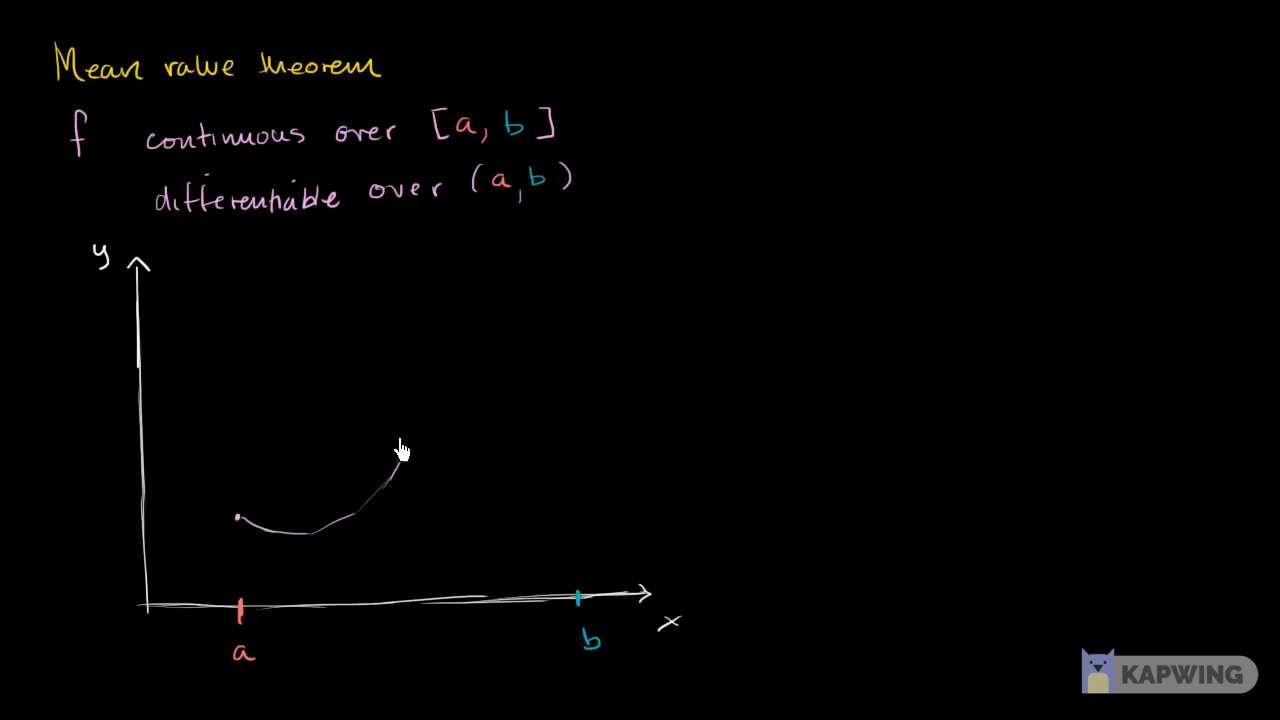 Mean value theorem
f continuous over [a, b]
differentiable over (a, b)
y
x
a
b
KAPWING